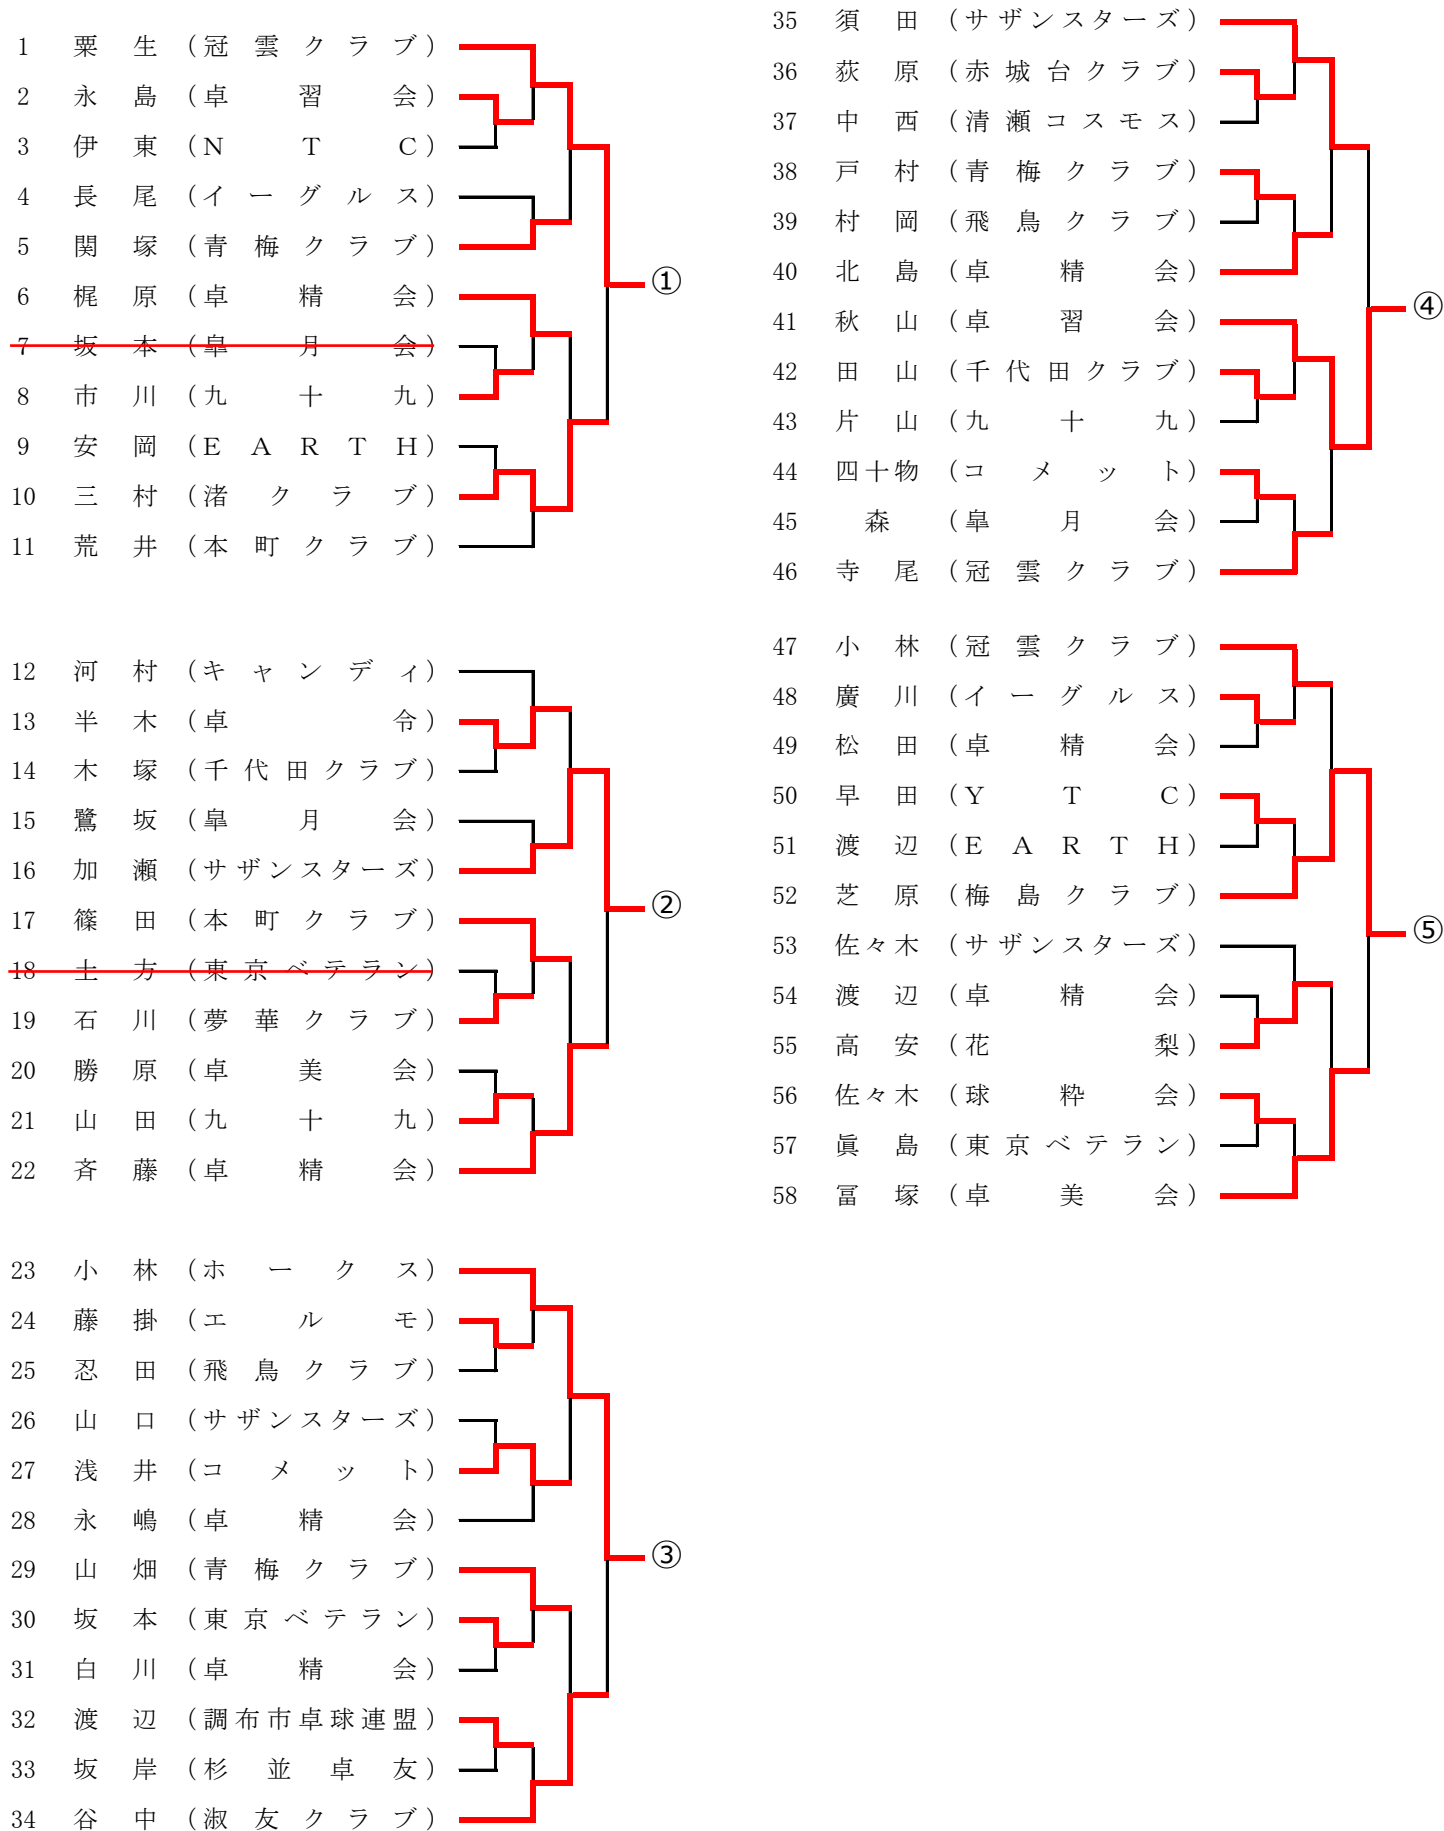 1 粟生（冠雲クラブ）
2 永島（卓習会）
3 伊東（NTC）
4 長尾（イーグルス）
5 関塚（青梅クラブ）
6 梶原（卓精会）
7 坂本（皐月会）
8 市川（九十九）
9 安岡（EARTH）
10 三村（渚クラブ）
11 荒井（本町クラブ）
①
12 河村（キャンディ）
13 半木（卓令）
14 木塚（千代田クラブ）
15 鷺坂（皐月会）
16 加瀬（サザンスターズ）
17 篠田（本町クラブ）
18 土方（東京ベテラン）
19 石川（夢華クラブ）
20 勝原（卓美会）
21 山田（九十九）
22 斉藤（卓精会）
②
23 小林（ホークス）
24 藤掛（エルモ）
25 忍田（飛鳥クラブ）
26 山口（サザンスターズ）
27 浅井（コメット）
28 永嶋（卓精会）
29 山畑（青梅クラブ）
30 坂本（東京ベテラン）
31 白川（卓精会）
32 渡辺（調布市卓球連盟）
33 坂岸（杉並卓友）
34 谷中（淑友クラブ）
③
35 須田（サザンスターズ）
36 荻原（赤城台クラブ）
37 中西（清瀬コスモス）
38 戸村（青梅クラブ）
39 村岡（飛鳥クラブ）
40 北島（卓精会）
41 秋山（卓習会）
42 田山（千代田クラブ）
43 片山（九十九）
44 四十物（コメット）
45 森（皐月会）
46 寺尾（冠雲クラブ）
④
47 小林（冠雲クラブ）
48 廣川（イーグルス）
49 松田（卓精会）
50 早田（YTC）
51 渡辺（EARTH）
52 芝原（梅島クラブ）
53 佐々木（サザンスターズ）
54 渡辺（卓精会）
55 高安（花梨）
56 佐々木（球粋会）
57 眞島（東京ベテラン）
58 冨塚（卓美会）
⑤